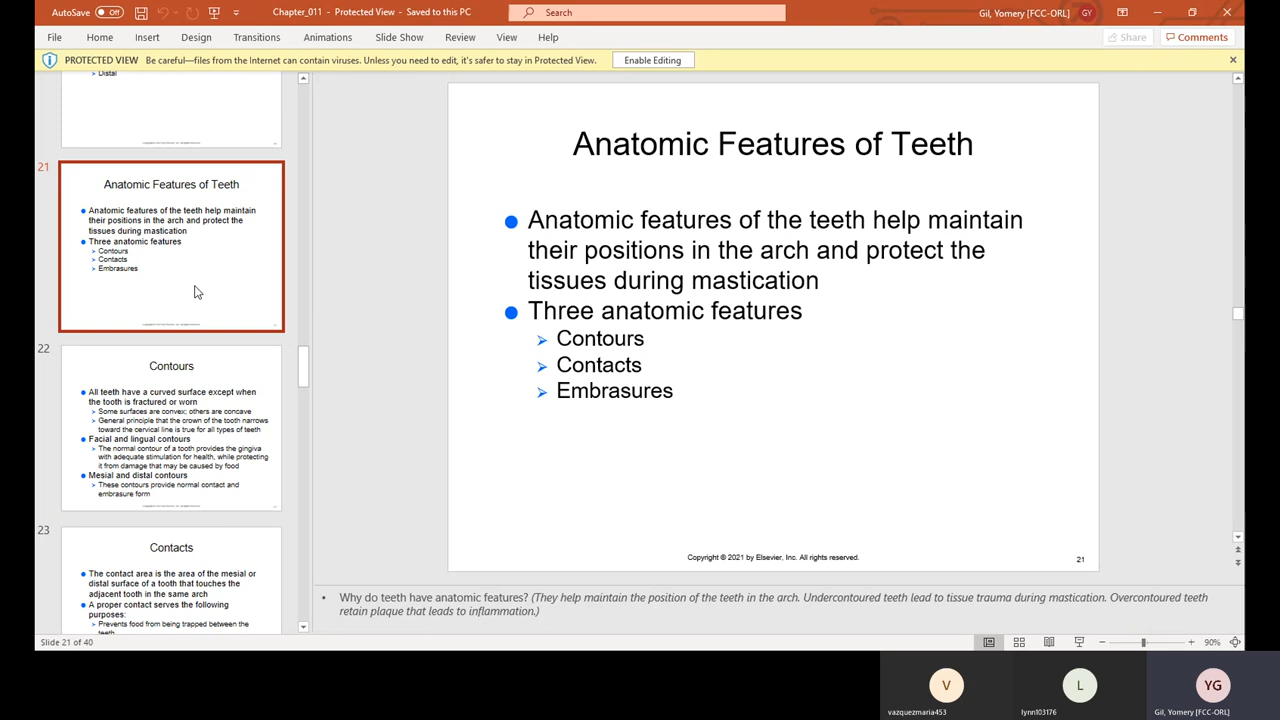 AutoSave Off Chapter_011 - Protected View - Saved to this PC Search Gil, Yomery [FCC-ORL] GY
File Home Insert Design Transitions Animations Slide Show Review View Help Share Comments
PROTECTED VIEW Be careful—files from the Internet can contain viruses. Unless you need to edit, it's safer to stay in Protected View. Enable Editing
Distal
21
Anatomic Features of Teeth
Anatomic features of the teeth help maintain
their positions in the arch and protect the
tissues during mastication
Three anatomic features
Contours
Contacts
Embrasures
22
Contours
All teeth have a curved surface except when
the tooth is fractured or worn
Some surfaces are convex; others are concave
General principle that the crown of the tooth narrows
toward the cervical line is true for all types of teeth
Facial and lingual contours
The normal contour of a tooth provides the gingiva
with adequate stimulation for health, while protecting
it from damage that may be caused by food
Mesial and distal contours
These contours provide normal contact and
embrasure form
23
Contacts
The contact area is the area of the mesial or
distal surface of a tooth that touches the
adjacent tooth in the same arch
A proper contact serves the following
purposes:
Prevents food from being trapped between the
teeth
Anatomic Features of Teeth
Anatomic features of the teeth help maintain
their positions in the arch and protect the
tissues during mastication
Three anatomic features
Contours
Contacts
Embrasures
Copyright © 2021 by Elsevier, Inc. All rights reserved.
21
Why do teeth have anatomic features? (They help maintain the position of the teeth in the arch. Undercontoured teeth lead to tissue trauma during mastication. Overcontoured teeth
retain plaque that leads to inflammation.)
Slide 21 of 40 90%
V L YG
vazquezmaria453 lynn103176 Gil, Yomery [FCC-ORL]